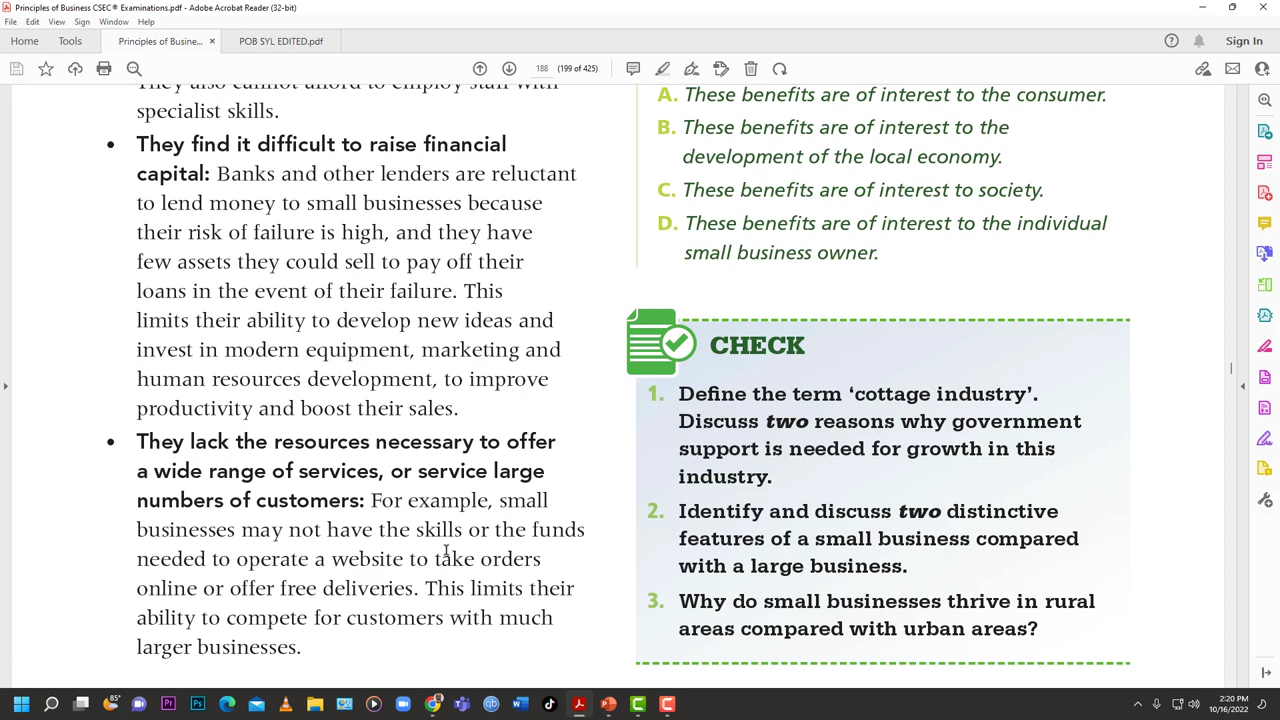 Principles of Business CSEC® Examinations.pdf - Adobe Acrobat Reader (32-bit)
File Edit View Sign Window Help
Home Tools Principles of Busine... × POB SYL EDITED.pdf Sign In
188 (199 of 425)
They also cannot afford to employ staff with
specialist skills.
• They find it difficult to raise financial
capital: Banks and other lenders are reluctant
to lend money to small businesses because
their risk of failure is high, and they have
few assets they could sell to pay off their
loans in the event of their failure. This
limits their ability to develop new ideas and
invest in modern equipment, marketing and
human resources development, to improve
productivity and boost their sales.
• They lack the resources necessary to offer
a wide range of services, or service large
numbers of customers: For example, small
businesses may not have the skills or the funds
needed to operate a website to take orders
online or offer free deliveries. This limits their
ability to compete for customers with much
larger businesses.
A. These benefits are of interest to the consumer.
B. These benefits are of interest to the
development of the local economy.
C. These benefits are of interest to society.
D. These benefits are of interest to the individual
small business owner.
CHECK
1. Define the term ‘cottage industry’.
Discuss two reasons why government
support is needed for growth in this
industry.
2. Identify and discuss two distinctive
features of a small business compared
with a large business.
3. Why do small businesses thrive in rural
areas compared with urban areas?
85°
2:20 PM
10/16/2022